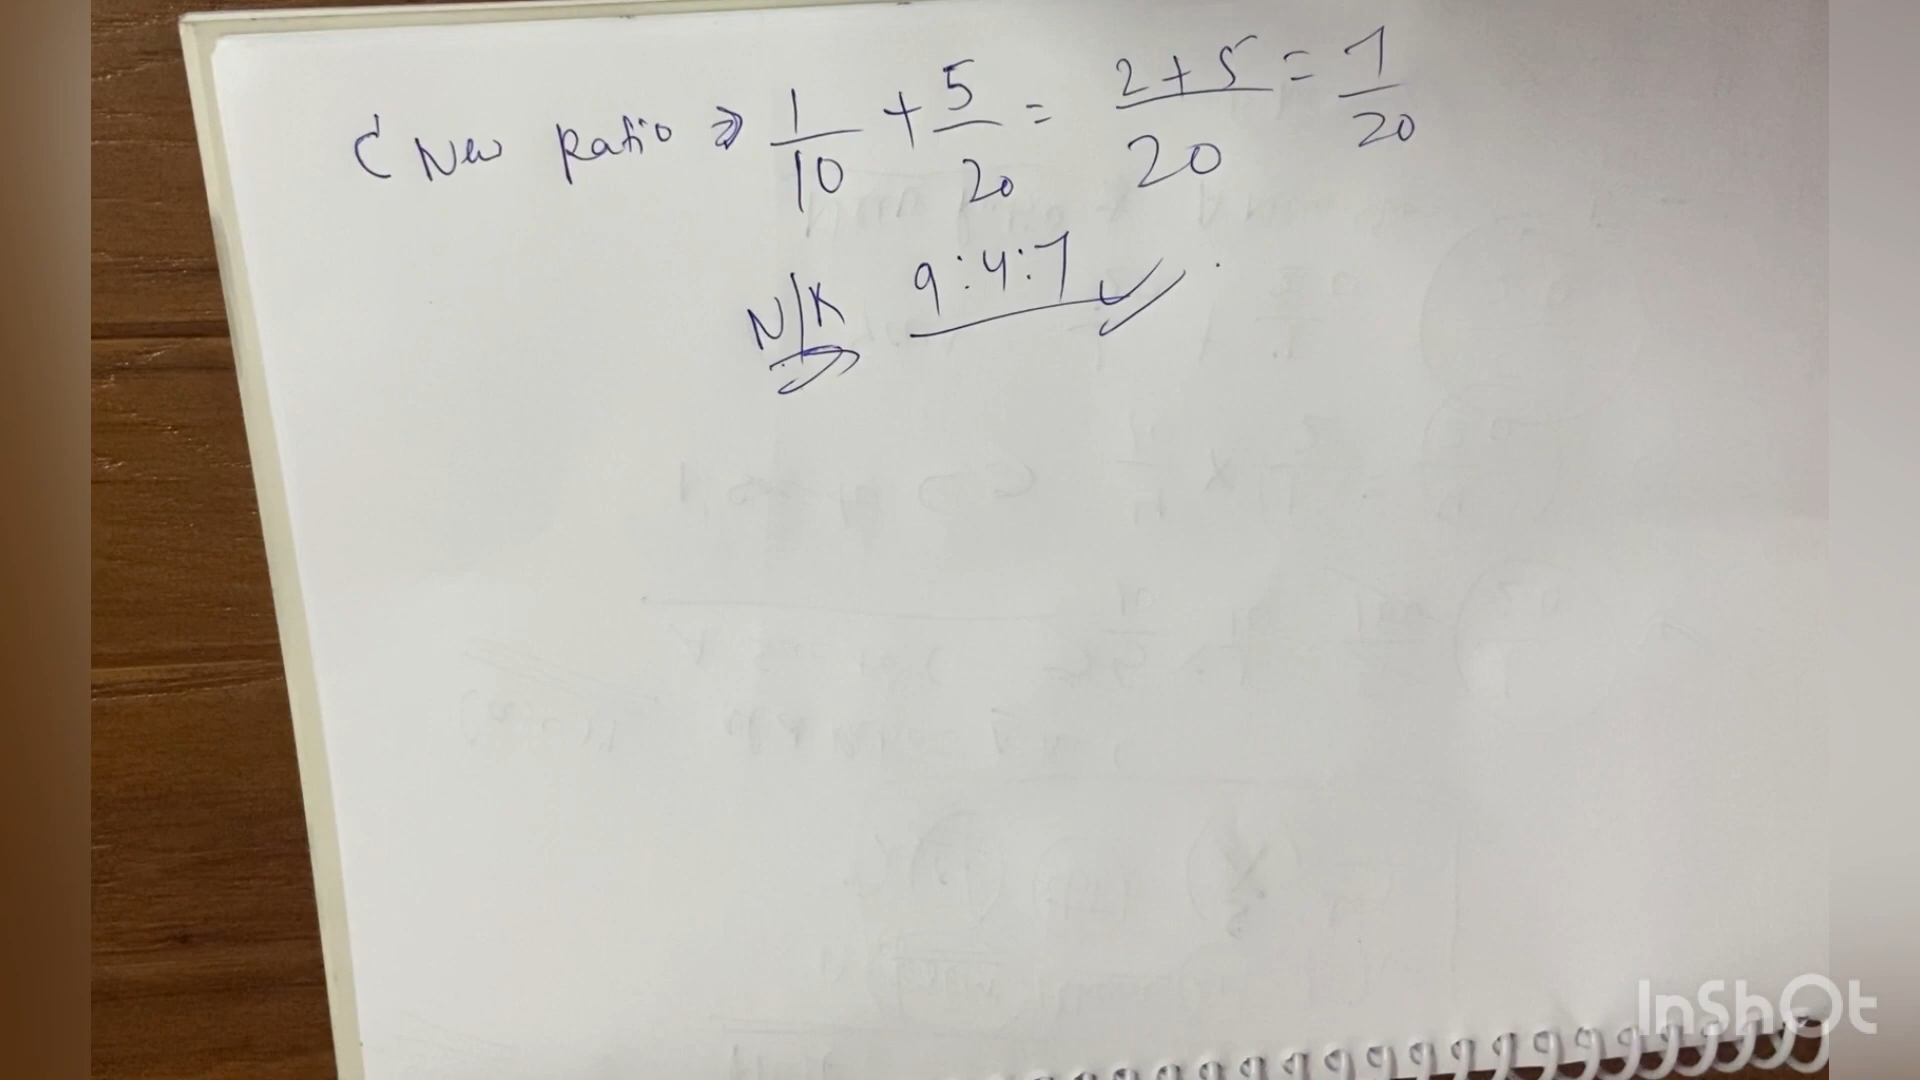 C New Ratio ⇒ 1/10 + 5/20 = 2+5/20 = 7/20
N/R 9:4:7
InShOt